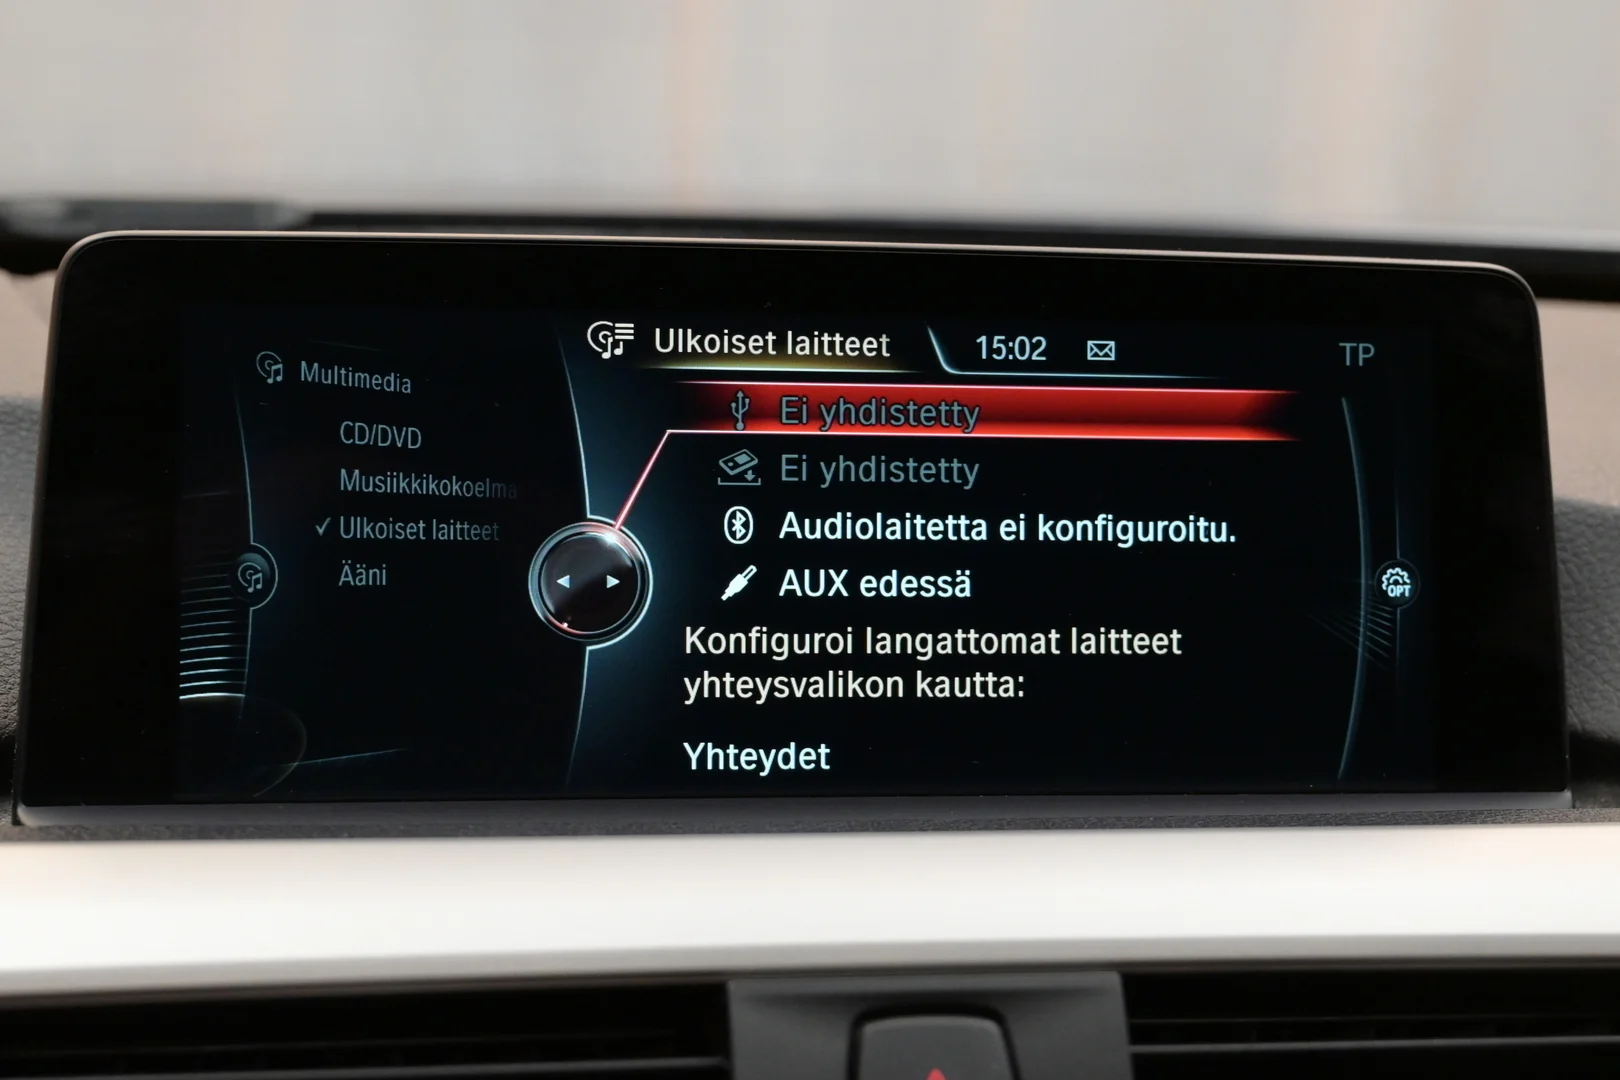 Ulkoiset laitteet
15:02
TP
Multimedia
CD/DVD
Musiikkikokoelma
Ulkoiset laitteet
Ääni
Ei yhdistetty
Ei yhdistetty
Audiolaitetta ei konfiguroitu.
AUX edessä
Konfiguroi langattomat laitteet
yhteysvalikon kautta:
Yhteydet
OPT